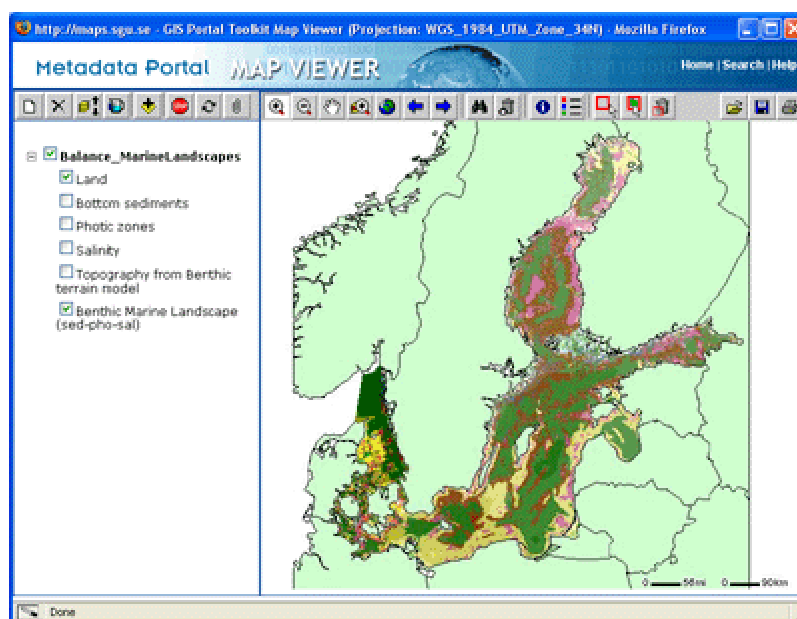 http://maps.sgu.se - GIS Portal Toolkit Map Viewer (Projection: WGS_1984_UTM_Zone_34N) - Mozilla Firefox
Metadata Portal MAP VIEWER
Home | Search | Help
Balance_MarineLandscapes
Land
Bottom sediments
Photic zones
Salinity
Topography from Berthic
terrain model
Benthic Marine Landscape
(sed-pho-sal)
0 56mi 0 90km
Done